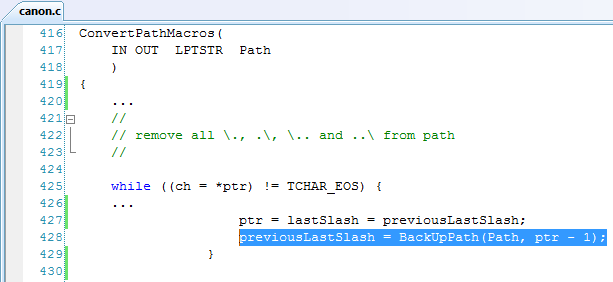 canon.c
416 ConvertPathMacros(
417 IN OUT LPTSTR Path
418 )
419 {
420 ...
421 //
422 // remove all \., .\, \.. and ..\ from path
423 //
424
425 while ((ch = *ptr) != TCHAR_EOS) {
426 ...
427 ptr = lastSlash = previousLastSlash;
428 previousLastSlash = BackUpPath(Path, ptr - 1);
429 }
430